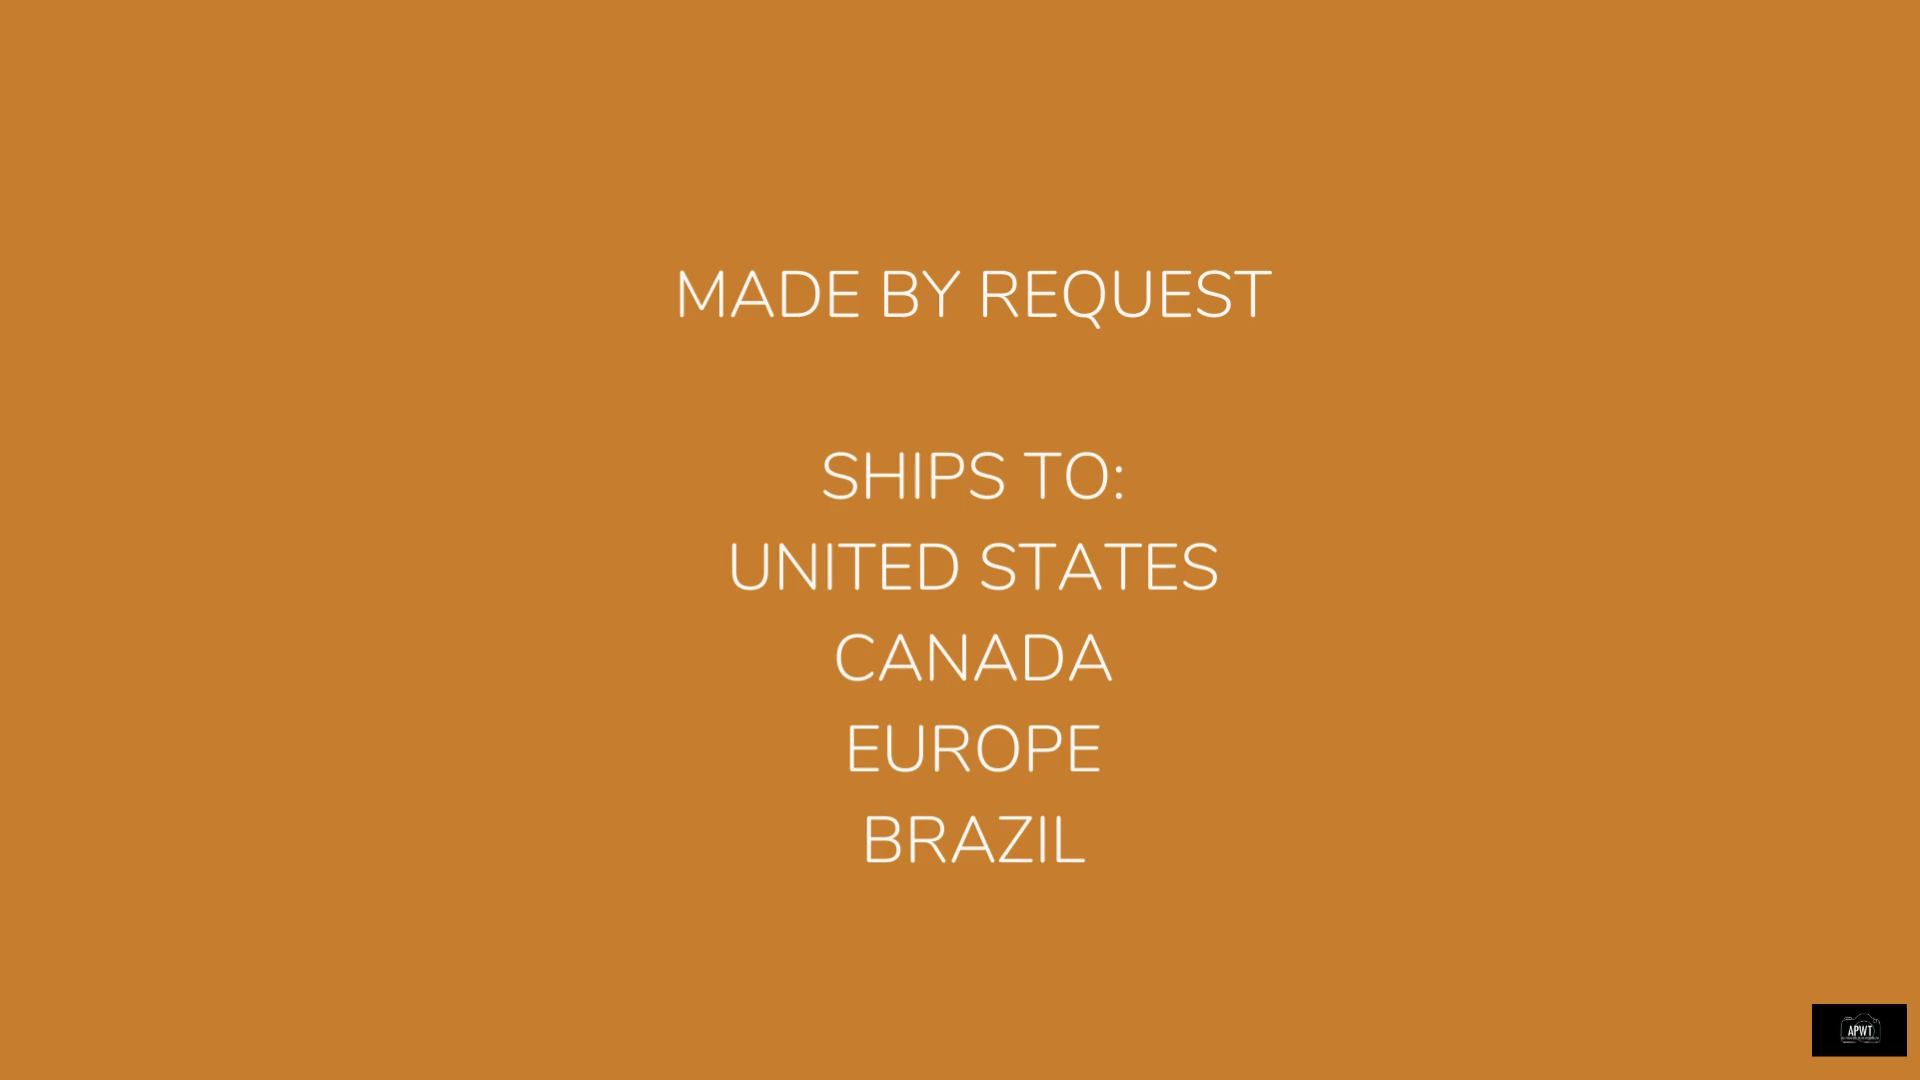 MADE BY REQUEST
SHIPS TO:
UNITED STATES
CANADA
EUROPE
BRAZIL
APWT